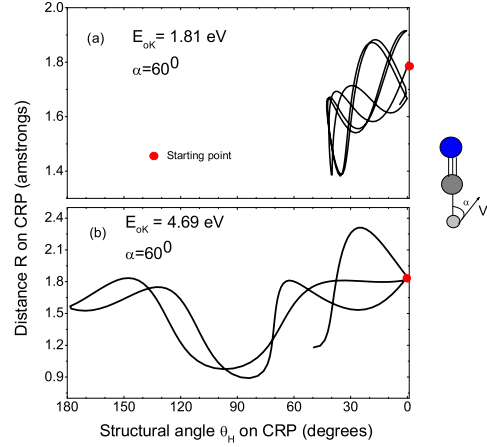 2.0
1.8
1.6
1.4
(a)
E_oK= 1.81 eV
α=60⁰
Starting point
Distance R on CRP (amstrongs)
2.4
2.1
1.8
1.5
1.2
0.9
(b)
E_oK = 4.69 eV
α=60⁰
180 150 120 90 60 30 0
Structural angle θ_H on CRP (degrees)
α
V